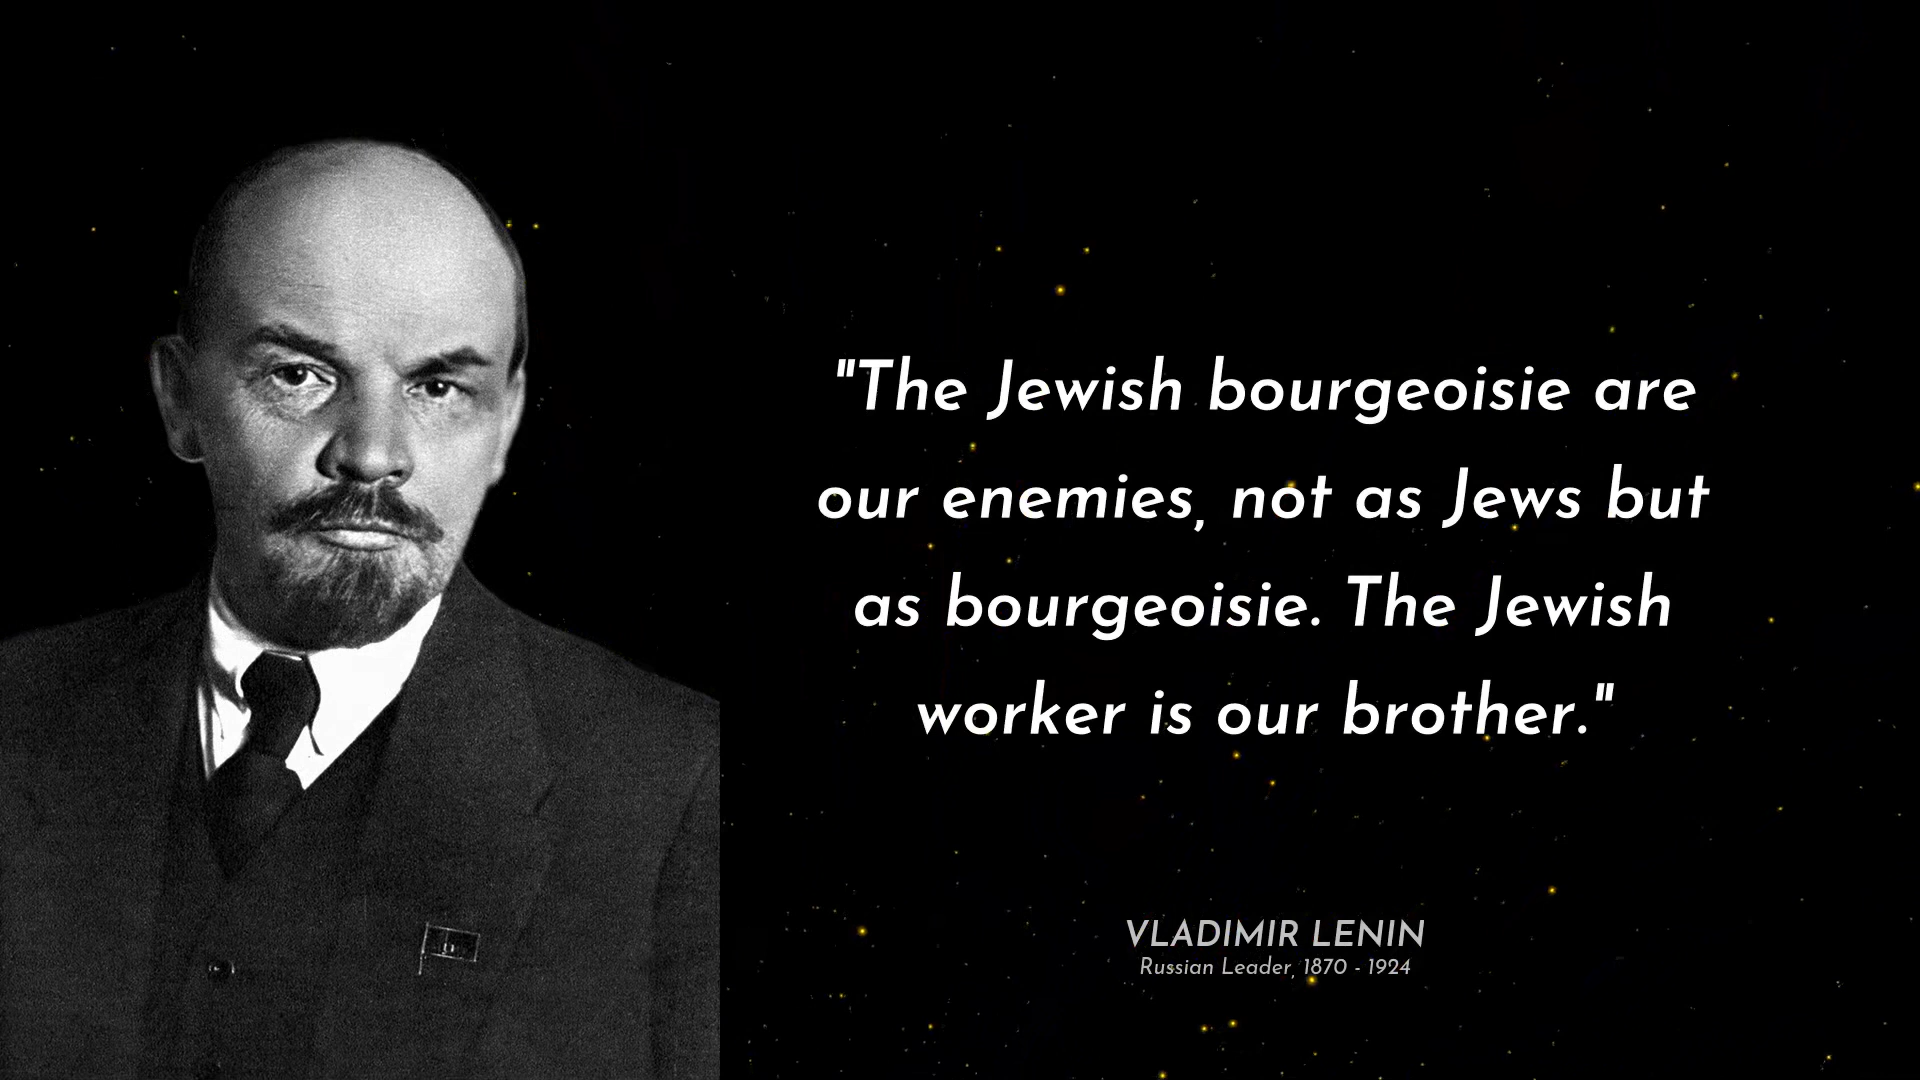 "The Jewish bourgeoisie are
our enemies, not as Jews but
as bourgeoisie. The Jewish
worker is our brother."
VLADIMIR LENIN
Russian Leader, 1870 - 1924